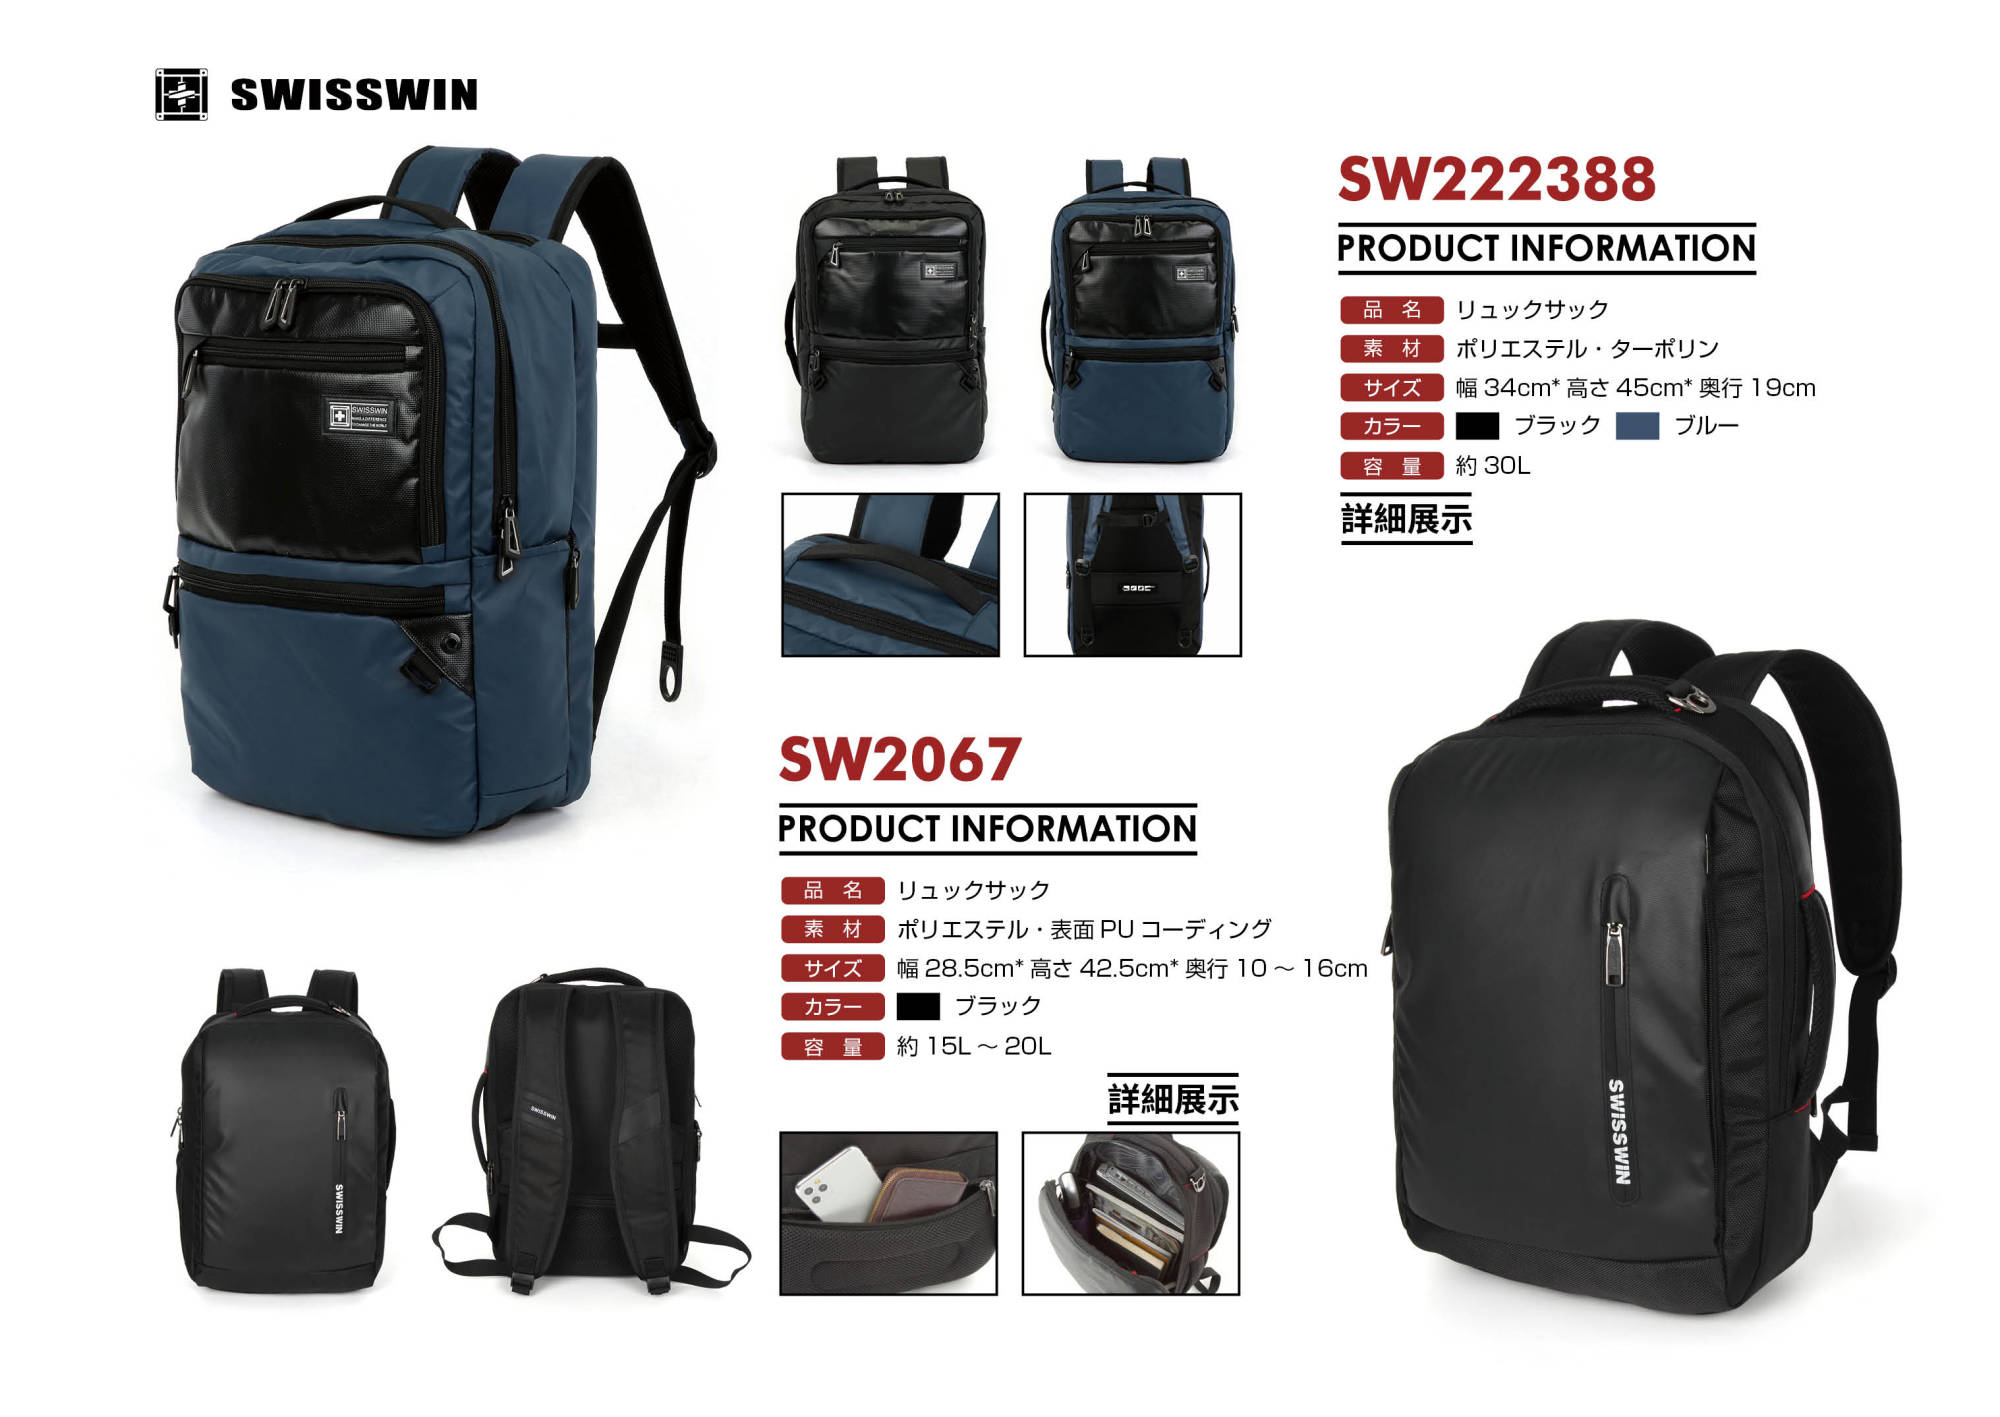 SWISSWIN
SW222388
PRODUCT INFORMATION
品 名 リュックサック
素 材 ポリエステル・ターポリン
サイズ 幅 34cm* 高さ 45cm* 奥行 19cm
カラー ブラック ブルー
容 量 約 30L
詳細展示
SWISSWIN
MAKE A DIFFERENCE
TO CHANGE THE WORLD
SW2067
PRODUCT INFORMATION
品 名 リュックサック
素 材 ポリエステル・表面 PU コーディング
サイズ 幅 28.5cm* 高さ 42.5cm* 奥行 10 ～ 16cm
カラー ブラック
容 量 約 15L ～ 20L
詳細展示
SWISSWIN
SWISSWIN
SWISSWIN